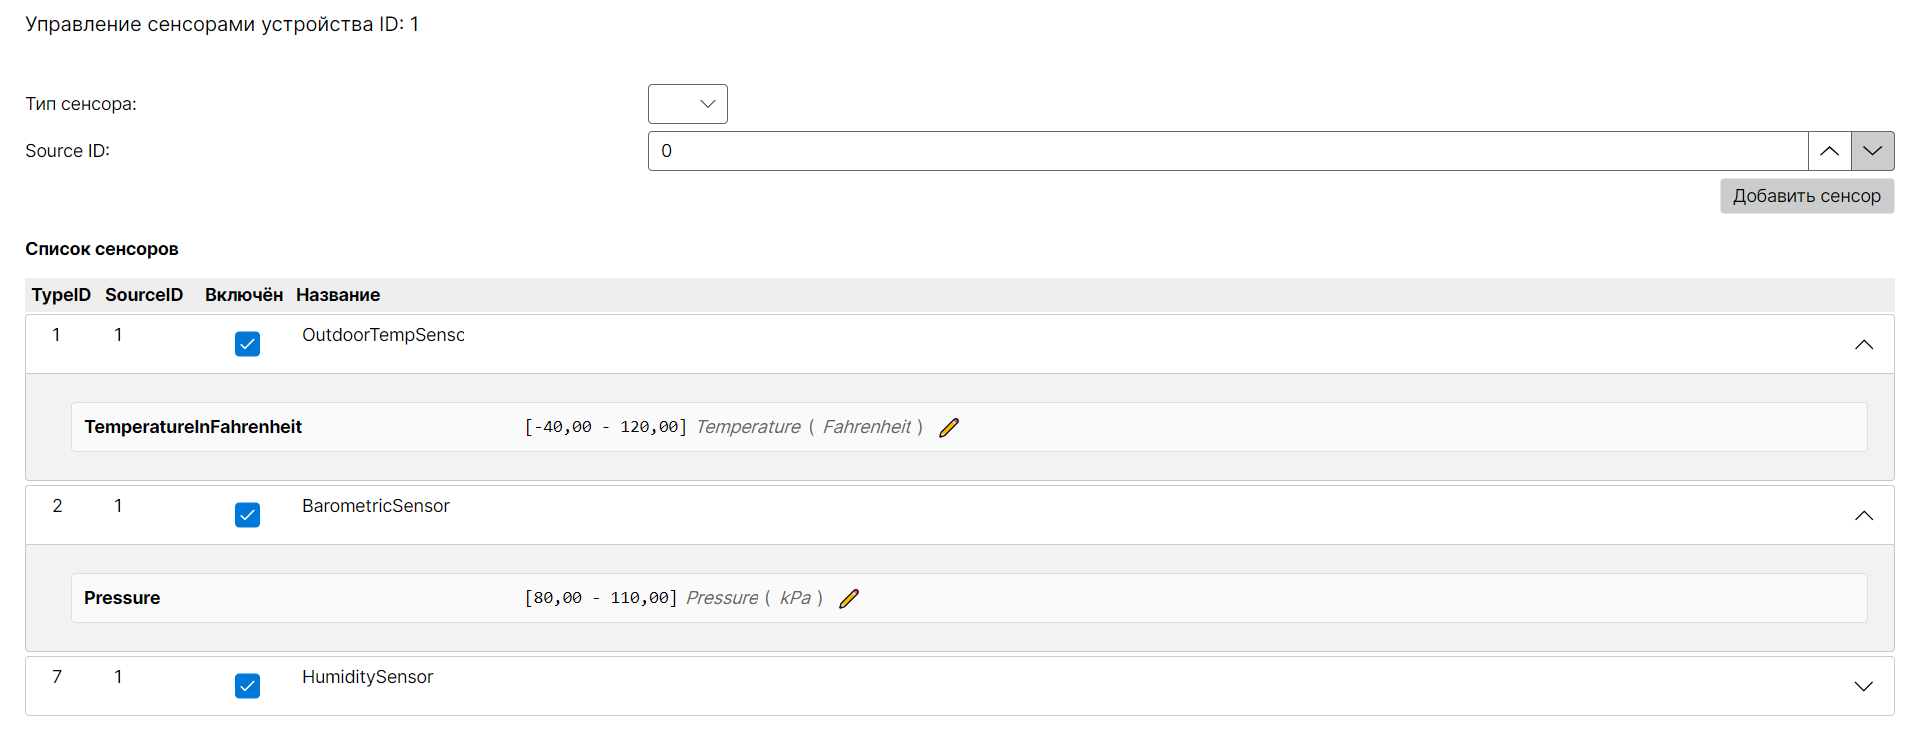 Управление сенсорами устройства ID: 1
Тип сенсора:
Source ID: 0
Добавить сенсор
Список сенсоров
TypeID SourceID Включён Название
1 1 OutdoorTempSensc
TemperatureInFahrenheit [-40,00 - 120,00] Temperature ( Fahrenheit )
2 1 BarometricSensor
Pressure [80,00 - 110,00] Pressure ( kPa )
7 1 HumiditySensor